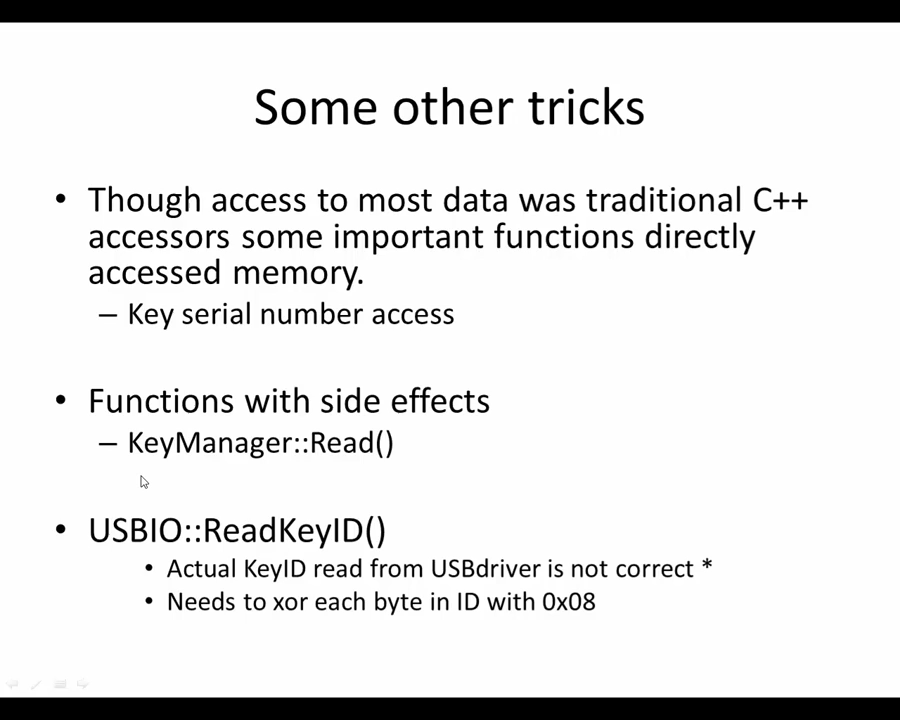 Some other tricks
• Though access to most data was traditional C++
accessors some important functions directly
accessed memory.
– Key serial number access
• Functions with side effects
– KeyManager::Read()
• USBIO::ReadKeyID()
• Actual KeyID read from USBdriver is not correct *
• Needs to xor each byte in ID with 0x08